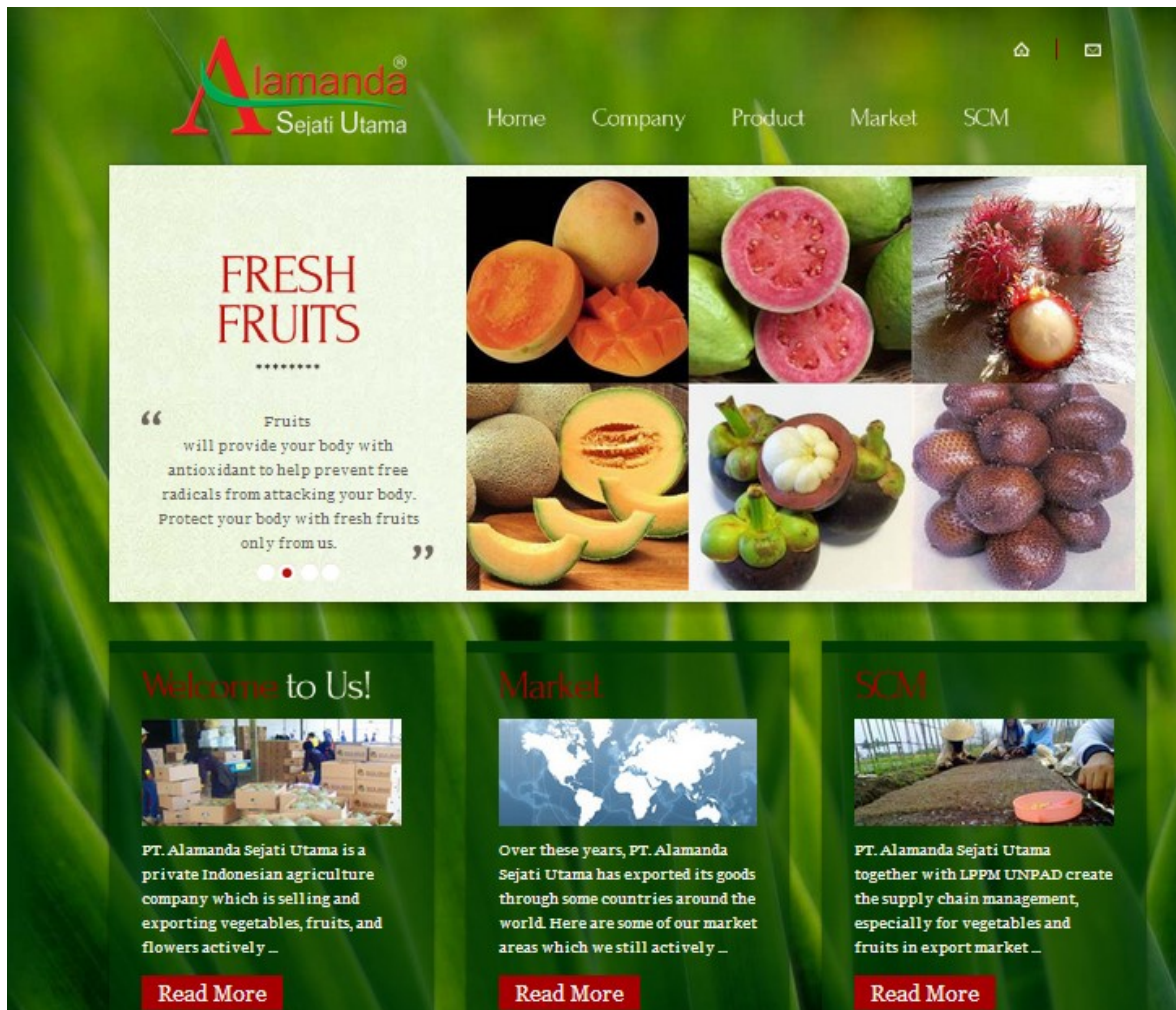 Alamanda®
Sejati Utama
Home Company Product Market SCM
FRESH
FRUITS
********
“ Fruits
will provide your body with
antioxidant to help prevent free
radicals from attacking your body.
Protect your body with fresh fruits
only from us. ”
Welcome to Us!
PT. Alamanda Sejati Utama is a
private Indonesian agriculture
company which is selling and
exporting vegetables, fruits, and
flowers actively ...
Read More
Market
Over these years, PT. Alamanda
Sejati Utama has exported its goods
through some countries around the
world. Here are some of our market
areas which we still actively ...
Read More
SCM
PT. Alamanda Sejati Utama
together with LPPM UNPAD create
the supply chain management,
especially for vegetables and
fruits in export market ...
Read More